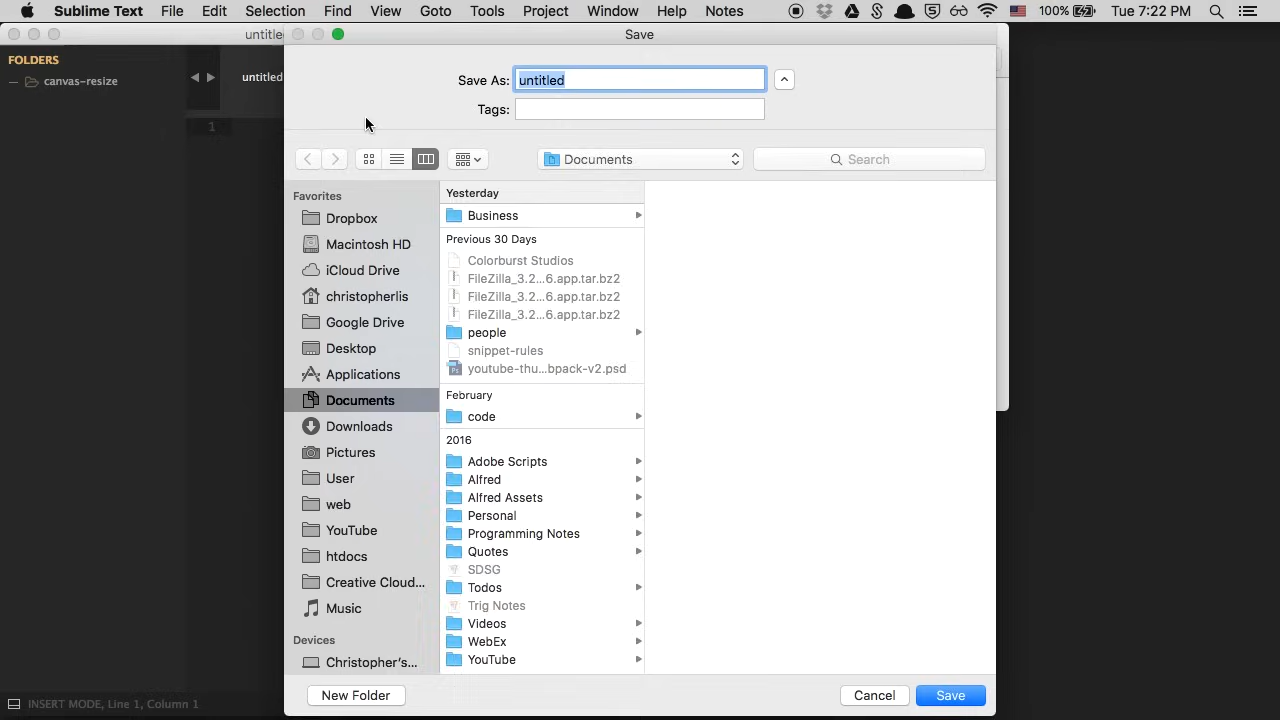 Sublime Text File Edit Selection Find View Goto Tools Project Window Help Notes 100% Tue 7:22 PM
untitle
Save
FOLDERS
canvas-resize
untitled
1
Save As: untitled
Tags:
Documents
Search
Favorites
Dropbox
Macintosh HD
iCloud Drive
christopherlis
Google Drive
Desktop
Applications
Documents
Downloads
Pictures
User
web
YouTube
htdocs
Creative Cloud...
Music
Devices
Christopher's...
Yesterday
Business
Previous 30 Days
Colorburst Studios
FileZilla_3.2...6.app.tar.bz2
FileZilla_3.2...6.app.tar.bz2
FileZilla_3.2...6.app.tar.bz2
people
snippet-rules
youtube-thu...bpack-v2.psd
February
code
2016
Adobe Scripts
Alfred
Alfred Assets
Personal
Programming Notes
Quotes
SDSG
Todos
Trig Notes
Videos
WebEx
YouTube
New Folder
Cancel
Save
INSERT MODE, Line 1, Column 1